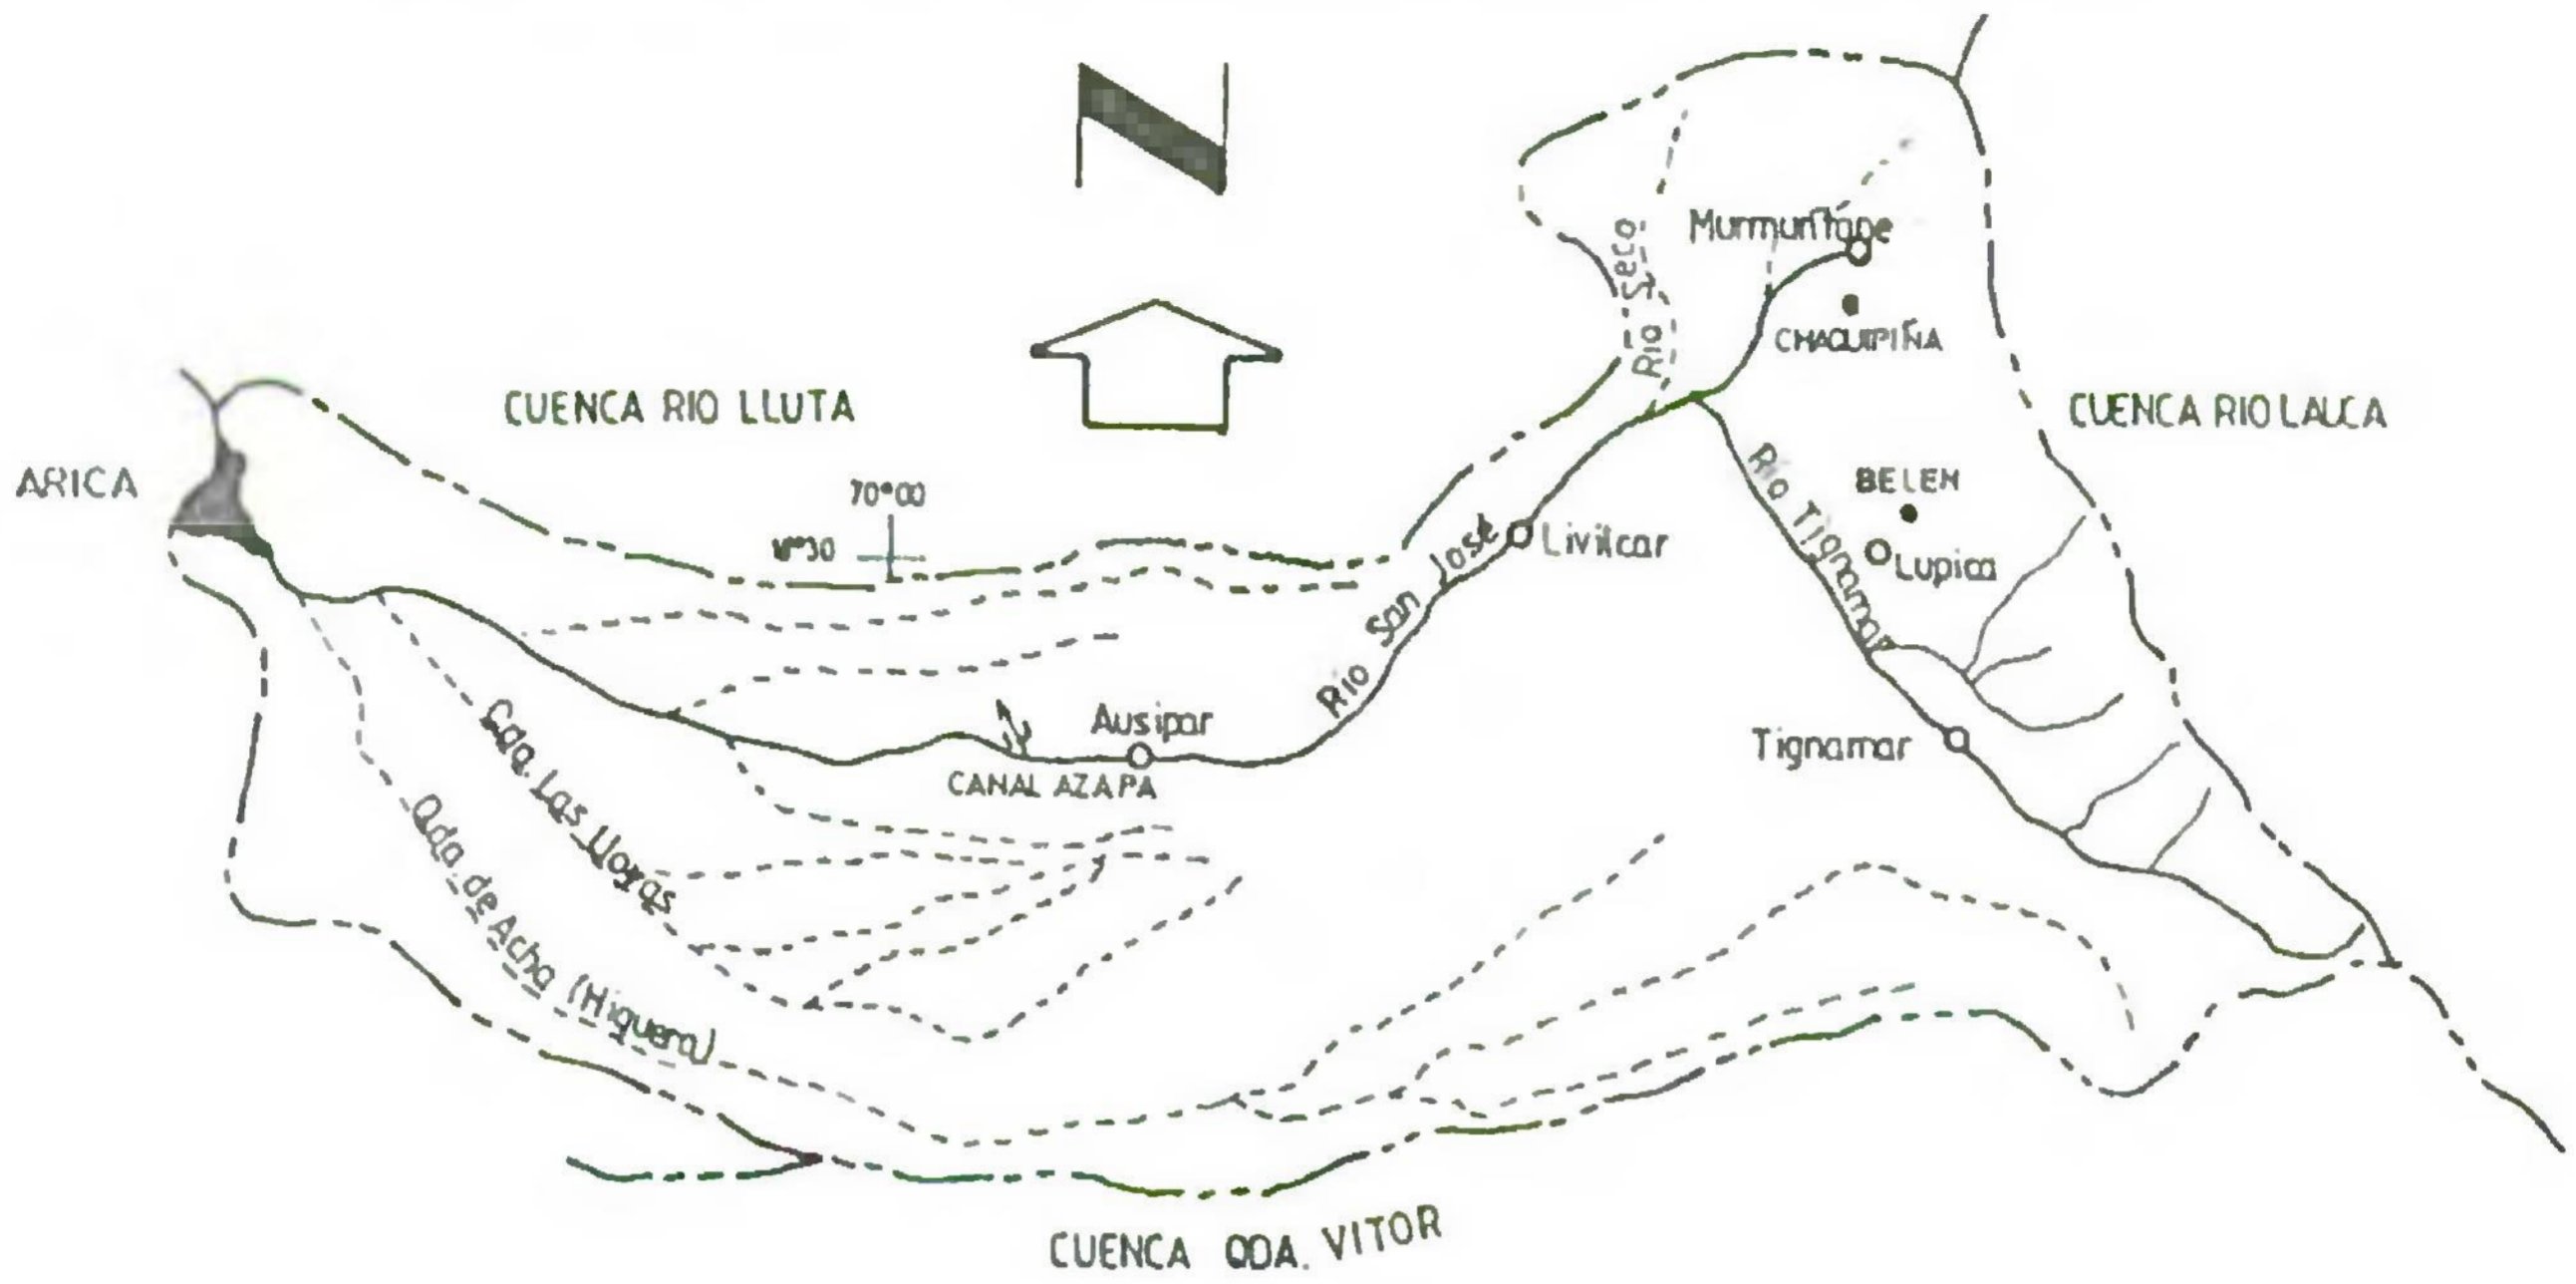 N
Murmuntane
CHAQUIPIÑA
Rio Seco
CUENCA RIO LLUTA
CUENCA RIO LAUCA
ARICA
70°00
BELEN
Lupica
Livilcar
Rio Tignamar
Rio San José
Ausipar
CANAL AZAPA
Tignamar
Qda. Las Lloyas
Qda. de Acha (Higuera)
CUENCA QDA. VITOR